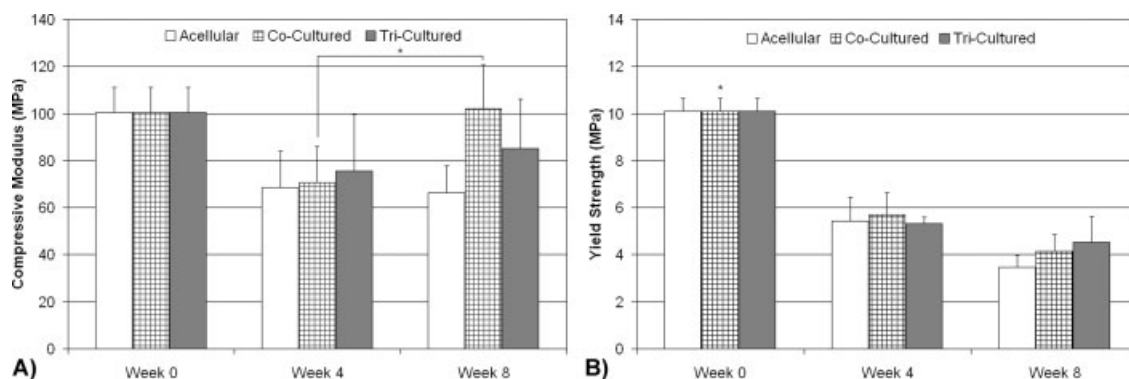 140
120
100
80
60
40
20
0
Compressive Modulus (MPa)
Acellular Co-Cultured Tri-Cultured
*
Week 0 Week 4 Week 8
A)
14
12
10
8
6
4
2
0
Yield Strength (MPa)
Acellular Co-Cultured Tri-Cultured
*
Week 0 Week 4 Week 8
B)